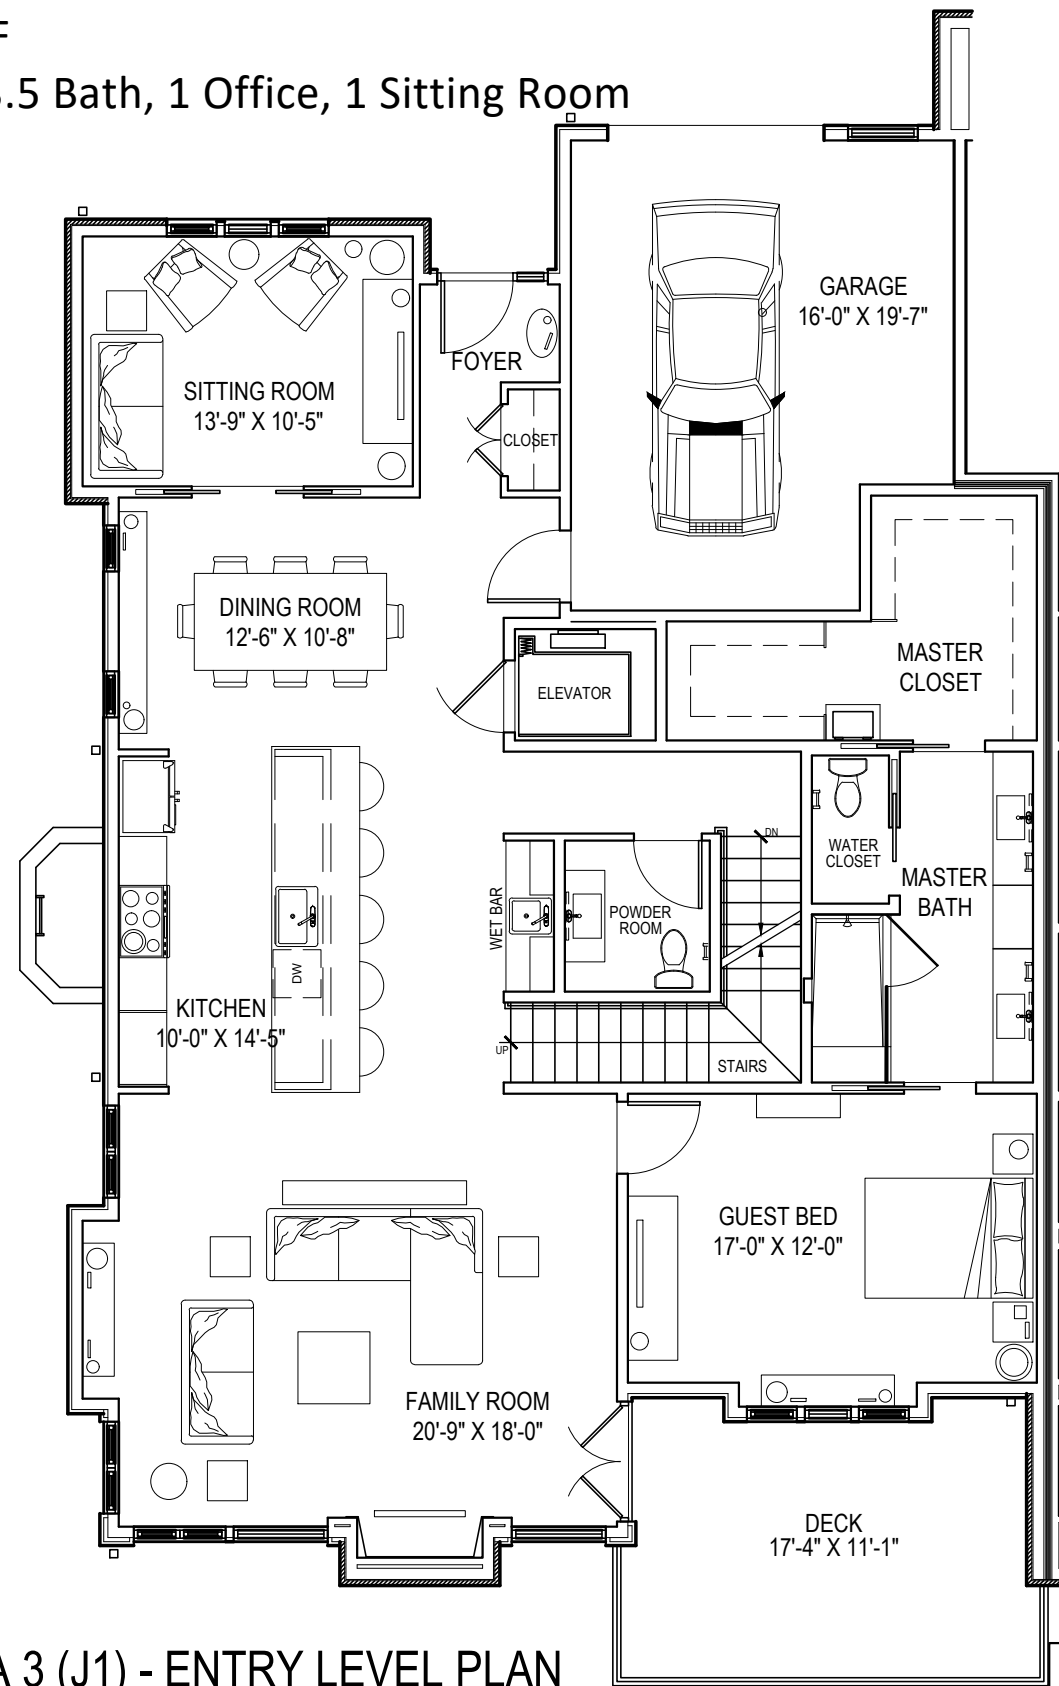 .5 Bath, 1 Office, 1 Sitting Room
GARAGE
16'-0" X 19'-7"
FOYER
SITTING ROOM
13'-9" X 10'-5"
CLOSET
DINING ROOM
12'-6" X 10'-8"
MASTER
CLOSET
ELEVATOR
DN
WATER
CLOSET
MASTER
BATH
WET BAR
POWDER
ROOM
DW
KITCHEN
10'-0" X 14'-5"
UP
STAIRS
GUEST BED
17'-0" X 12'-0"
FAMILY ROOM
20'-9" X 18'-0"
DECK
17'-4" X 11'-1"
A 3 (J1) - ENTRY LEVEL PLAN